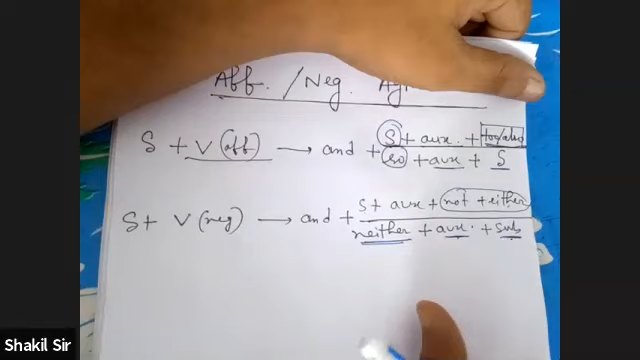 Aff. / Neg. Ag
S + V (aff) → and + S + aux. + too/also
so + aux + S
S + V (neg) → and + S + aux + not + either
neither + aux. + sub
Shakil Sir